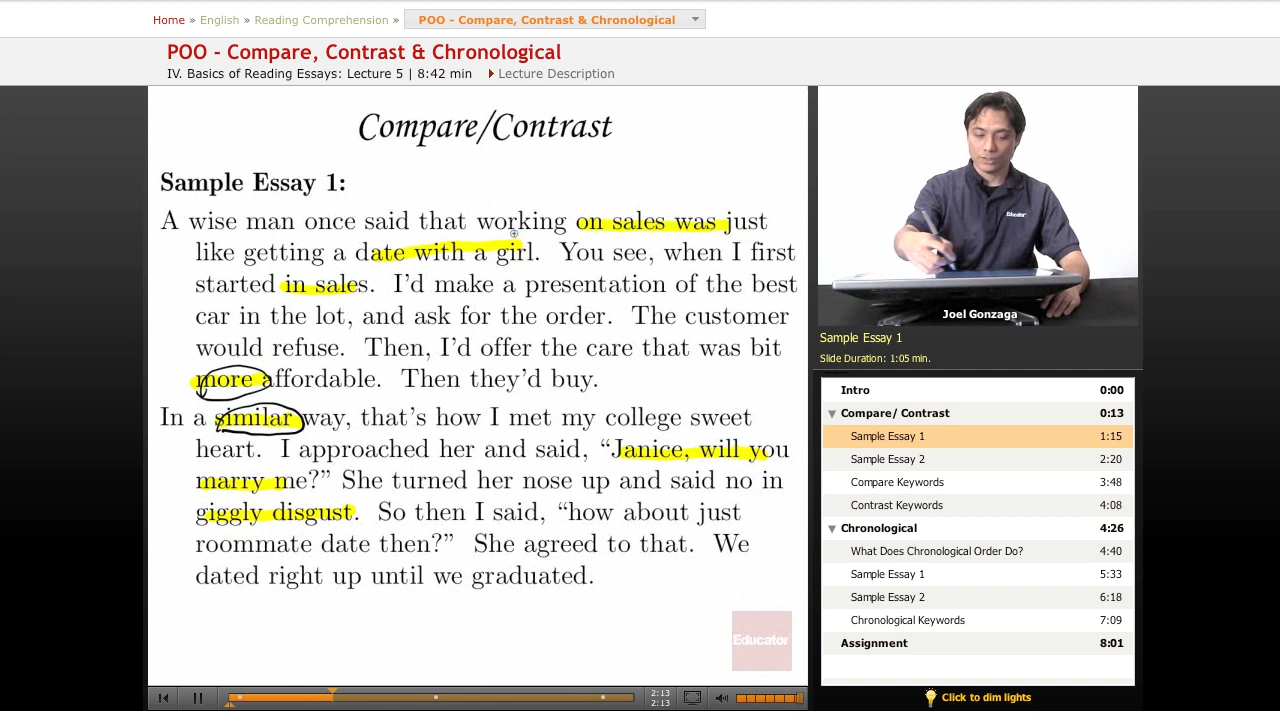 Home » English » Reading Comprehension » POO - Compare, Contrast & Chronological
POO - Compare, Contrast & Chronological
IV. Basics of Reading Essays: Lecture 5 | 8:42 min Lecture Description
Compare/Contrast
Sample Essay 1:
A wise man once said that working on sales was just
like getting a date with a girl. You see, when I first
started in sales. I'd make a presentation of the best
car in the lot, and ask for the order. The customer
would refuse. Then, I'd offer the care that was bit
more affordable. Then they'd buy.
In a similar way, that's how I met my college sweet
heart. I approached her and said, "Janice, will you
marry me?" She turned her nose up and said no in
giggly disgust. So then I said, "how about just
roommate date then?" She agreed to that. We
dated right up until we graduated.
Educator
2:13
2:13
Educator
Joel Gonzaga
Sample Essay 1
Slide Duration: 1:05 min.
Intro 0:00
Compare/ Contrast 0:13
Sample Essay 1 1:15
Sample Essay 2 2:20
Compare Keywords 3:48
Contrast Keywords 4:08
Chronological 4:26
What Does Chronological Order Do? 4:40
Sample Essay 1 5:33
Sample Essay 2 6:18
Chronological Keywords 7:09
Assignment 8:01
Click to dim lights